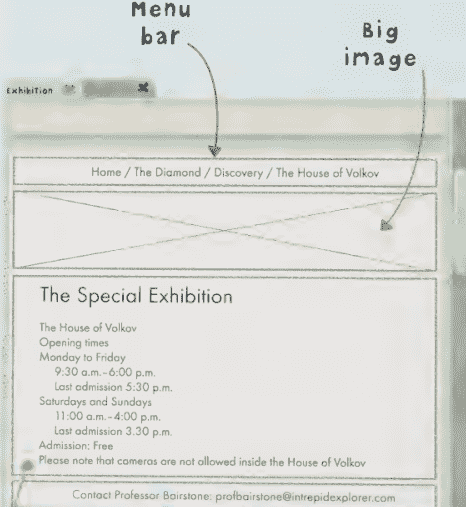 Menu
bar
Big
image
Exhibition
Home / The Diamond / Discovery / The House of Volkov
The Special Exhibition
The House of Volkov
Opening times
Monday to Friday
9:30 a.m.–6:00 p.m.
Last admission 5:30 p.m.
Saturdays and Sundays
11:00 a.m.–4:00 p.m.
Last admission 3.30 p.m.
Admission: Free
Please note that cameras are not allowed inside the House of Volkov
Contact Professor Bairstone: profbairstone@intrepidexplorer.com